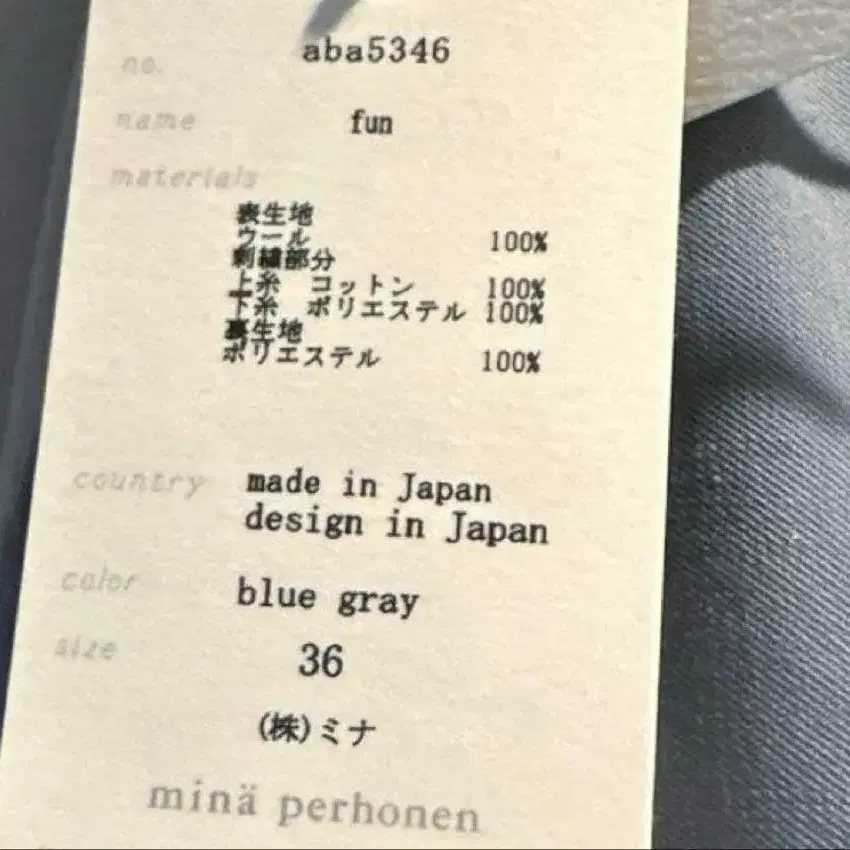 no. aba5346
name fun
materials
表生地
ウール 100%
刺繍部分
上糸 コットン 100%
下糸 ポリエステル 100%
裏生地
ポリエステル 100%
country made in Japan
design in Japan
color blue gray
size 36
(株)ミナ
minä perhonen